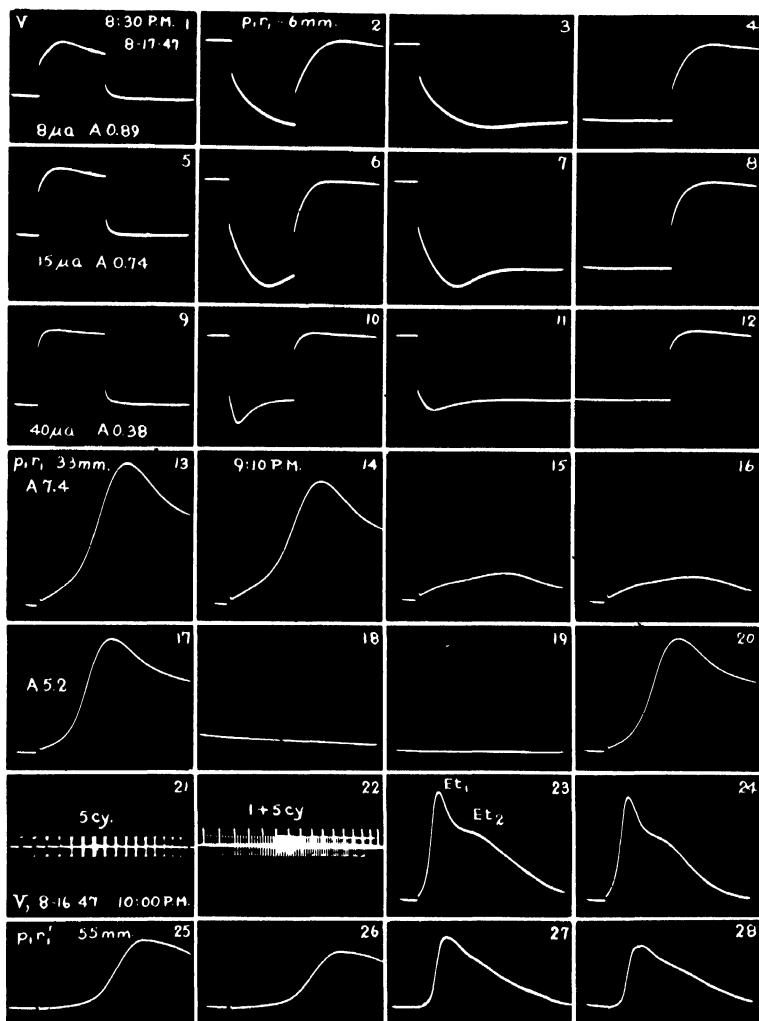 V 8:30 P.M. 1
8-17-47
8µa A 0.89
p₁r₁ - 6mm. 2
3
4
5
15µa A 0.74
6
7
8
9
40µa A 0.38
10
11
12
p₁r₁ 33mm. 13
A 7.4
9:10 P.M. 14
15
16
17
A 5.2
18
19
20
21
5cy.
V, 8-16 47 10:00 P.M.
22
1 + 5cy
Et₁ 23
Et₂
24
p₁r₁' 55mm. 25
26
27
28